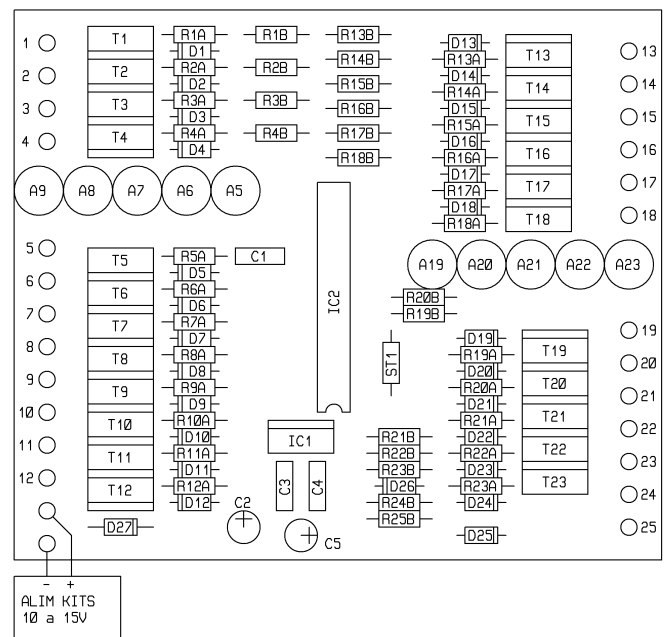 1 T1 R1A R1B R13B
D1 D13
R14B R13A T13 13
2 T2 R2A R2B D14
D2 R15B R14A T14 14
3 T3 R3A R3B R16B D15
D3 R15A T15 15
4 T4 R4A R4B R17B D16
D4 R18B R16A T16 16
D17
A9 A8 A7 A6 A5 R17A T17 17
D18
R18A T18 18
5 T5 R5A C1 A19 A20 A21 A22 A23
D5
6 T6 R6A IC2 R20B
D6 R19B
7 T7 R7A 19
D7 D19
8 T8 R8A ST1 R19A T19
D8 D20 20
9 T9 R9A R20A T20
D9 D21 21
10 T10 R10A R21A T21
D10 IC1 R21B D22 22
11 T11 R11A R22B R22A T22
D11 R23B D23 23
12 T12 R12A C3 C4 D26 R23A T23
D12 C2 R24B D24 24
D27 R25B
C5 D25 25
- +
ALIM KITS
10 a 15V